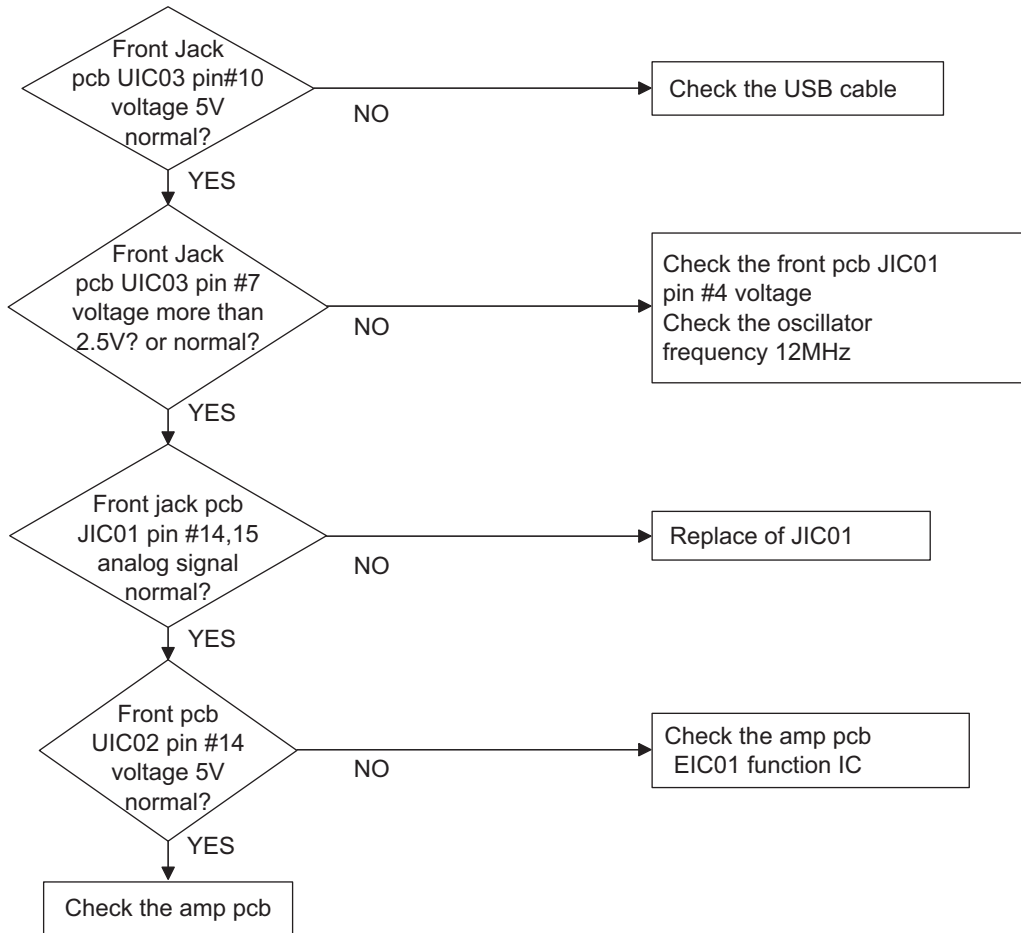 Front Jack
pcb UIC03 pin#10
voltage 5V
normal?
NO
Check the USB cable
YES
Front Jack
pcb UIC03 pin #7
voltage more than
2.5V? or normal?
NO
Check the front pcb JIC01
pin #4 voltage
Check the oscillator
frequency 12MHz
YES
Front jack pcb
JIC01 pin #14,15
analog signal
normal?
NO
Replace of JIC01
YES
Front pcb
UIC02 pin #14
voltage 5V
normal?
NO
Check the amp pcb
EIC01 function IC
YES
Check the amp pcb